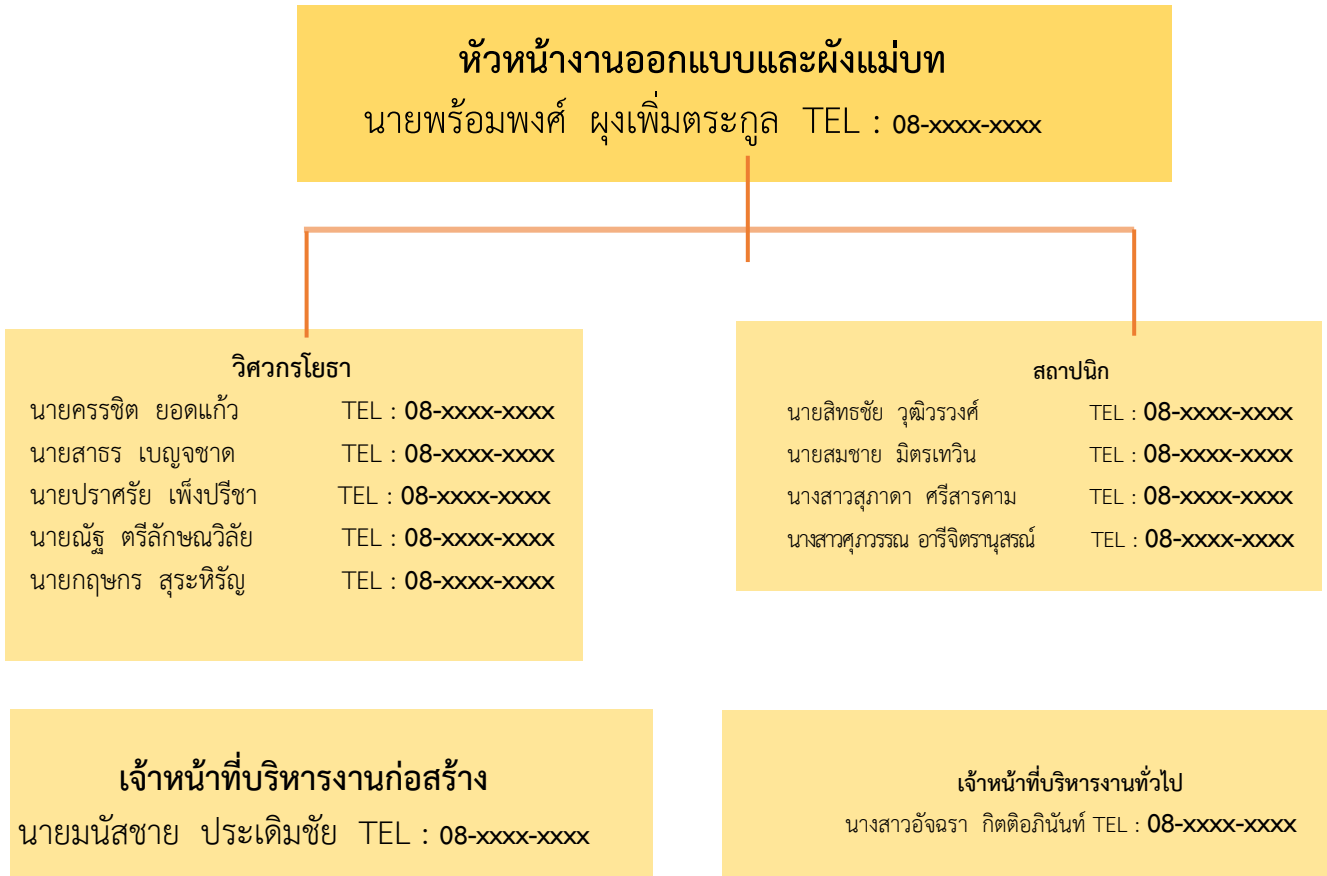 หัวหน้างานออกแบบและผังแม่บท
นายพร้อมพงศ์ ผุงเพิ่มตระกูล TEL : 08-xxxx-xxxx
วิศวกรโยธา
นายครรชิต ยอดแก้ว TEL : 08-xxxx-xxxx
นายสาธร เบญจชาด TEL : 08-xxxx-xxxx
นายปราศรัย เพ็งปรีชา TEL : 08-xxxx-xxxx
นายณัฐ ตรีลักษณวิลัย TEL : 08-xxxx-xxxx
นายกฤษกร สุระหิรัญ TEL : 08-xxxx-xxxx
สถาปนิก
นายสิทธชัย วุฒิวรวงศ์ TEL : 08-xxxx-xxxx
นายสมชาย มิตรเทวิน TEL : 08-xxxx-xxxx
นางสาวสุภาดา ศรีสารคาม TEL : 08-xxxx-xxxx
นางสาวศุภวรรณ อารีจิตรานุสรณ์ TEL : 08-xxxx-xxxx
เจ้าหน้าที่บริหารงานก่อสร้าง
นายมนัสชาย ประเดิมชัย TEL : 08-xxxx-xxxx
เจ้าหน้าที่บริหารงานทั่วไป
นางสาวอัจฉรา กิตติอภินันท์ TEL : 08-xxxx-xxxx